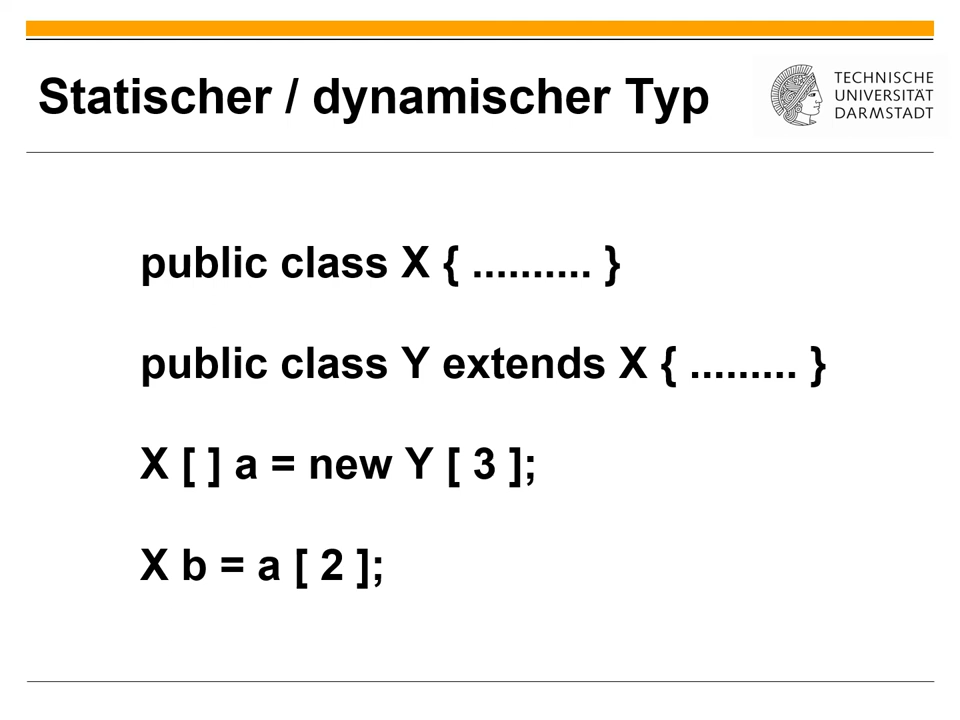 Statischer / dynamischer Typ
TECHNISCHE
UNIVERSITÄT
DARMSTADT
public class X { .......... }
public class Y extends X { ......... }
X [ ] a = new Y [ 3 ];
X b = a [ 2 ];